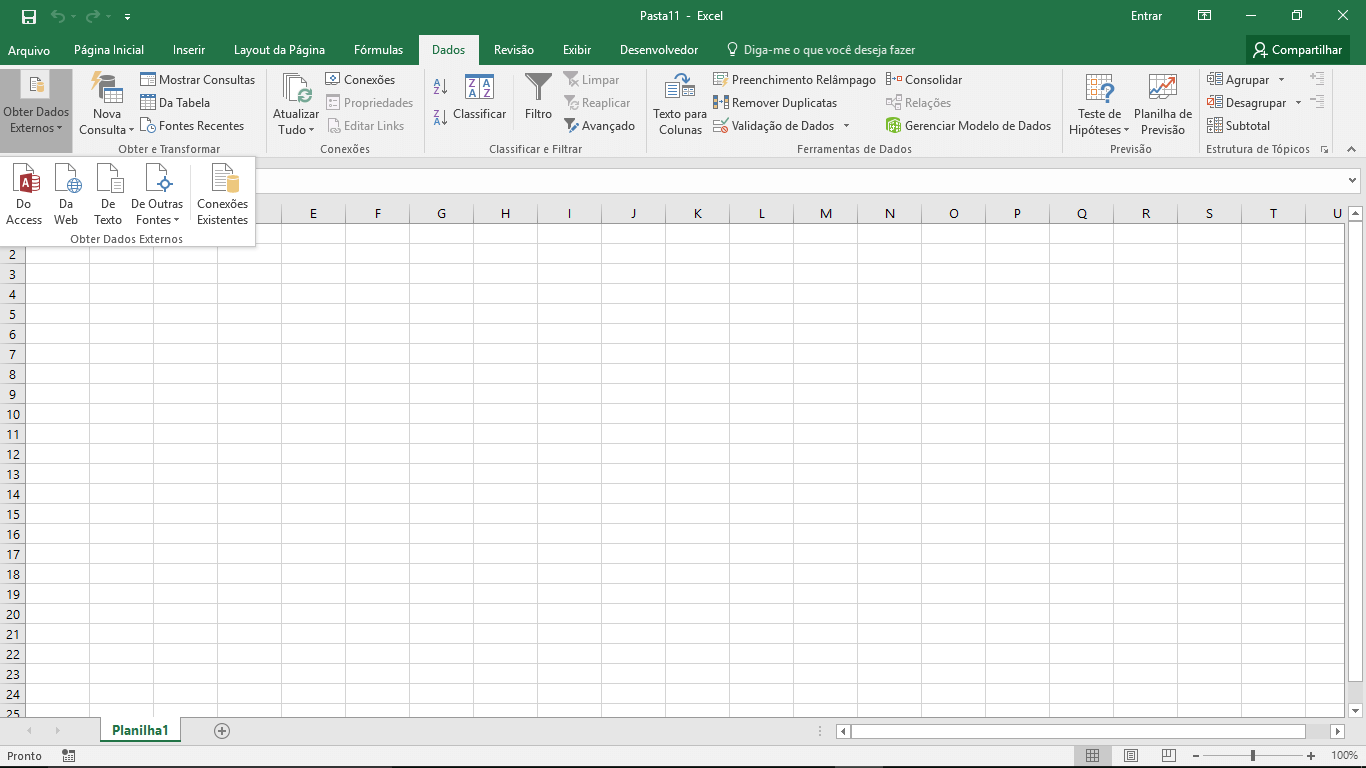 Pasta11 - Excel
Entrar
Arquivo
Página Inicial
Inserir
Layout da Página
Fórmulas
Dados
Revisão
Exibir
Desenvolvedor
Diga-me o que você deseja fazer
Compartilhar
Obter Dados
Externos
Nova
Consulta
Mostrar Consultas
Da Tabela
Fontes Recentes
Obter e Transformar
Atualizar
Tudo
Conexões
Propriedades
Editar Links
Conexões
Classificar
Filtro
Limpar
Reaplicar
Avançado
Classificar e Filtrar
Texto para
Colunas
Preenchimento Relâmpago
Remover Duplicatas
Validação de Dados
Consolidar
Relações
Gerenciar Modelo de Dados
Ferramentas de Dados
Teste de
Hipóteses
Planilha de
Previsão
Previsão
Agrupar
Desagrupar
Subtotal
Estrutura de Tópicos
Do
Access
Da
Web
De
Texto
De Outras
Fontes
Conexões
Existentes
Obter Dados Externos
E F G H I J K L M N O P Q R S T U
2
3
4
5
6
7
8
9
10
11
12
13
14
15
16
17
18
19
20
21
22
23
24
25
Planilha1
Pronto
100%